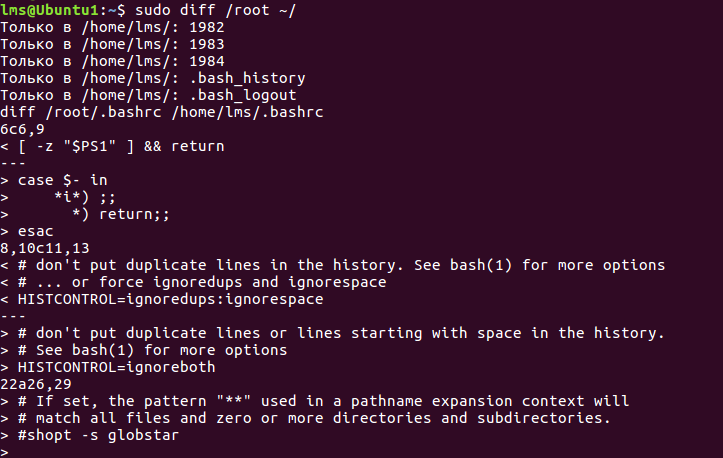 lms@Ubuntu1:~$ sudo diff /root ~/
Только в /home/lms/: 1982
Только в /home/lms/: 1983
Только в /home/lms/: 1984
Только в /home/lms/: .bash_history
Только в /home/lms/: .bash_logout
diff /root/.bashrc /home/lms/.bashrc
6c6,9
< [ -z "$PS1" ] && return
---
> case $- in
>     *i*) ;;
>       *) return;;
> esac
8,10c11,13
< # don't put duplicate lines in the history. See bash(1) for more options
< # ... or force ignoredups and ignorespace
< HISTCONTROL=ignoredups:ignorespace
---
> # don't put duplicate lines or lines starting with space in the history.
> # See bash(1) for more options
> HISTCONTROL=ignoreboth
22a26,29
> # If set, the pattern "**" used in a pathname expansion context will
> # match all files and zero or more directories and subdirectories.
> #shopt -s globstar
>